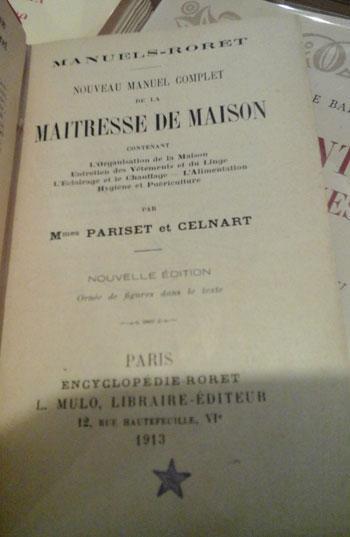 MANUELS-RORET
NOUVEAU MANUEL COMPLET
DE LA
MAITRESSE DE MAISON
CONTENANT
L'Organisation de la Maison
Entretien des Vêtements et du Linge
L'Eclairage et le Chauffage — L'Alimentation
Hygiène et Puériculture
PAR
Mmes PARISET et CELNART
NOUVELLE ÉDITION
Ornée de figures dans le texte
PARIS
ENCYCLOPÉDIE-RORET
L. MULO, LIBRAIRE-ÉDITEUR
12, RUE HAUTEFEUILLE, VIe
1913